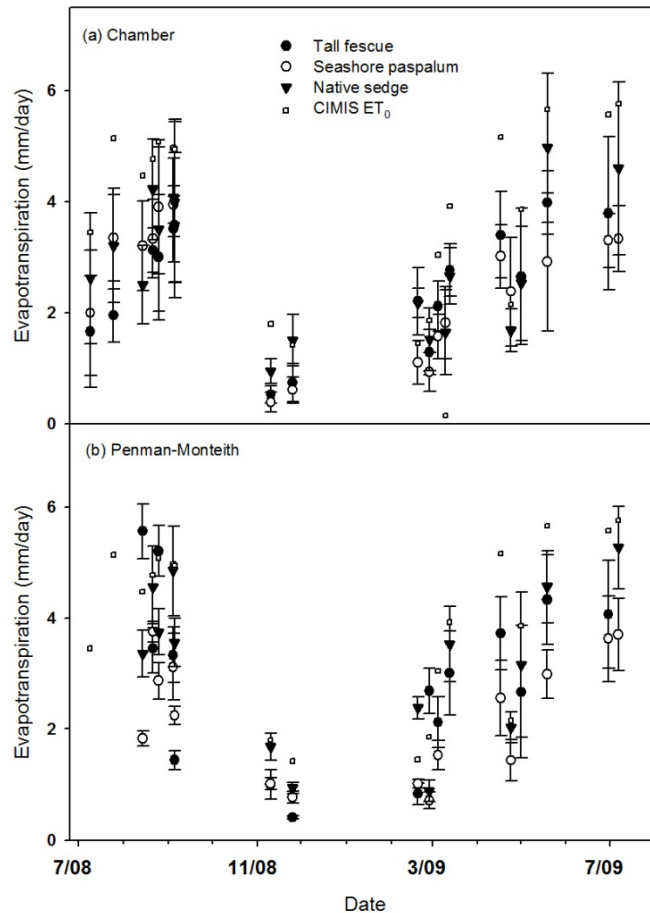 (a) Chamber
Tall fescue
Seashore paspalum
Native sedge
CIMIS ET0
Evapotranspiration (mm/day)
6
4
2
0
(b) Penman-Monteith
Evapotranspiration (mm/day)
6
4
2
0
7/08 11/08 3/09 7/09
Date